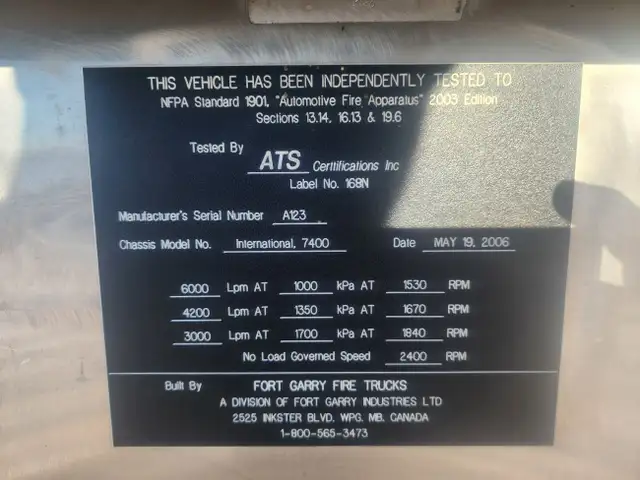 THIS VEHICLE HAS BEEN INDEPENDENTLY TESTED TO
NFPA Standard 1901, "Automotive Fire Apparatus" 2003 Edition
Sections 13.14, 16.13 & 19.6
Tested By ATS Certtifications Inc
Label No. 168N
Manufacturer's Serial Number A123
Chassis Model No. International, 7400 Date MAY 19, 2006
6000 Lpm AT 1000 kPa AT 1530 RPM
4200 Lpm AT 1350 kPa AT 1670 RPM
3000 Lpm AT 1700 kPa AT 1840 RPM
No Load Governed Speed 2400 RPM
Built By FORT GARRY FIRE TRUCKS
A DIVISION OF FORT GARRY INDUSTRIES LTD
2525 INKSTER BLVD. WPG. MB. CANADA
1-800-565-3473